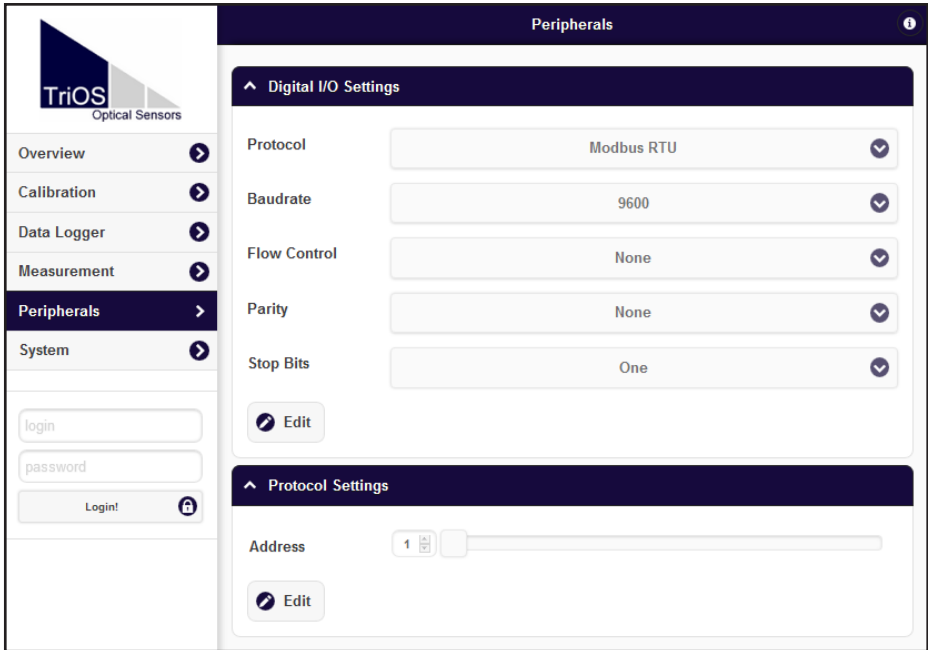 TriOS
Optical Sensors
Overview
Calibration
Data Logger
Measurement
Peripherals
System
login
password
Login!
Peripherals
Digital I/O Settings
Protocol Modbus RTU
Baudrate 9600
Flow Control None
Parity None
Stop Bits One
Edit
Protocol Settings
Address 1
Edit